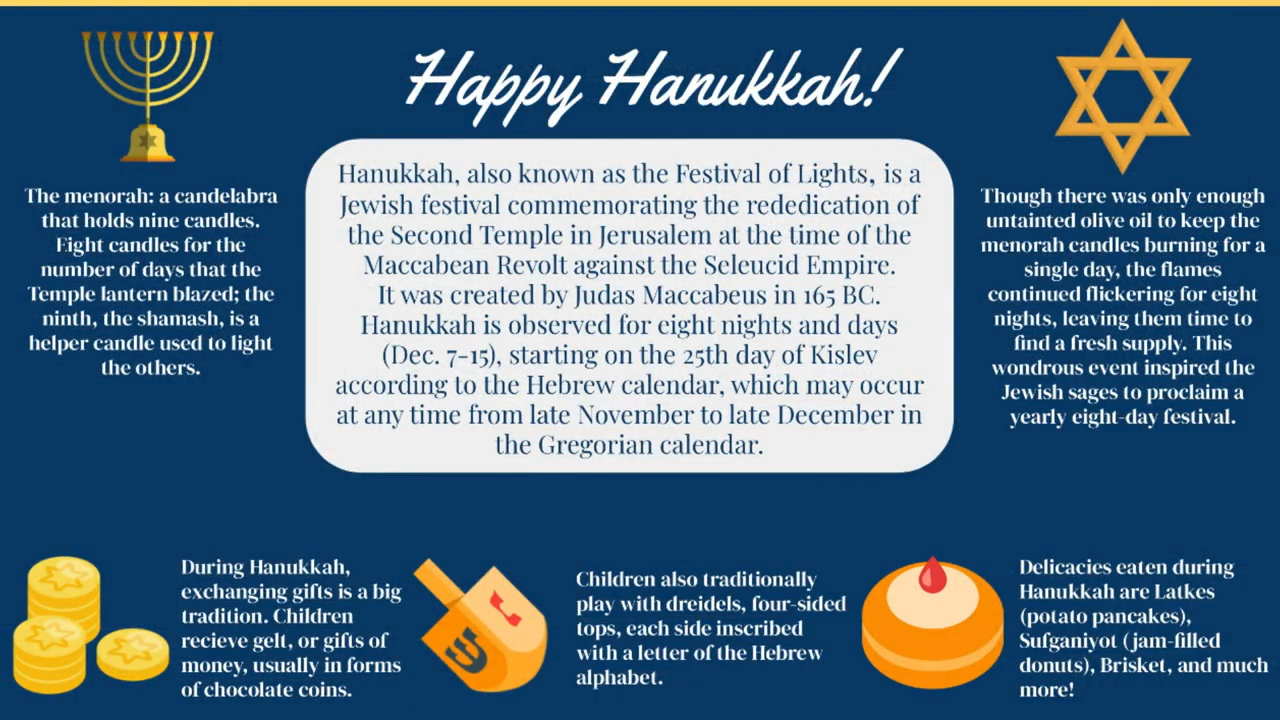 Happy Hanukkah!
The menorah: a candelabra
that holds nine candles.
Eight candles for the
number of days that the
Temple lantern blazed; the
ninth, the shamash, is a
helper candle used to light
the others.
Hanukkah, also known as the Festival of Lights, is a
Jewish festival commemorating the rededication of
the Second Temple in Jerusalem at the time of the
Maccabean Revolt against the Seleucid Empire.
It was created by Judas Maccabeus in 165 BC.
Hanukkah is observed for eight nights and days
(Dec. 7-15), starting on the 25th day of Kislev
according to the Hebrew calendar, which may occur
at any time from late November to late December in
the Gregorian calendar.
Though there was only enough
untainted olive oil to keep the
menorah candles burning for a
single day, the flames
continued flickering for eight
nights, leaving them time to
find a fresh supply. This
wondrous event inspired the
Jewish sages to proclaim a
yearly eight-day festival.
During Hanukkah,
exchanging gifts is a big
tradition. Children
recieve gelt, or gifts of
money, usually in forms
of chocolate coins.
ש
נ
Children also traditionally
play with dreidels, four-sided
tops, each side inscribed
with a letter of the Hebrew
alphabet.
Delicacies eaten during
Hanukkah are Latkes
(potato pancakes),
Sufganiyot (jam-filled
donuts), Brisket, and much
more!